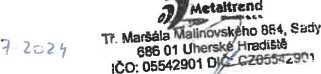 Metaltrend
7. 2024
Tř. Maršála Malinovského 884, Sady
686 01 Uherské Hradiště
IČO: 05542901 DIČ CZ05542901